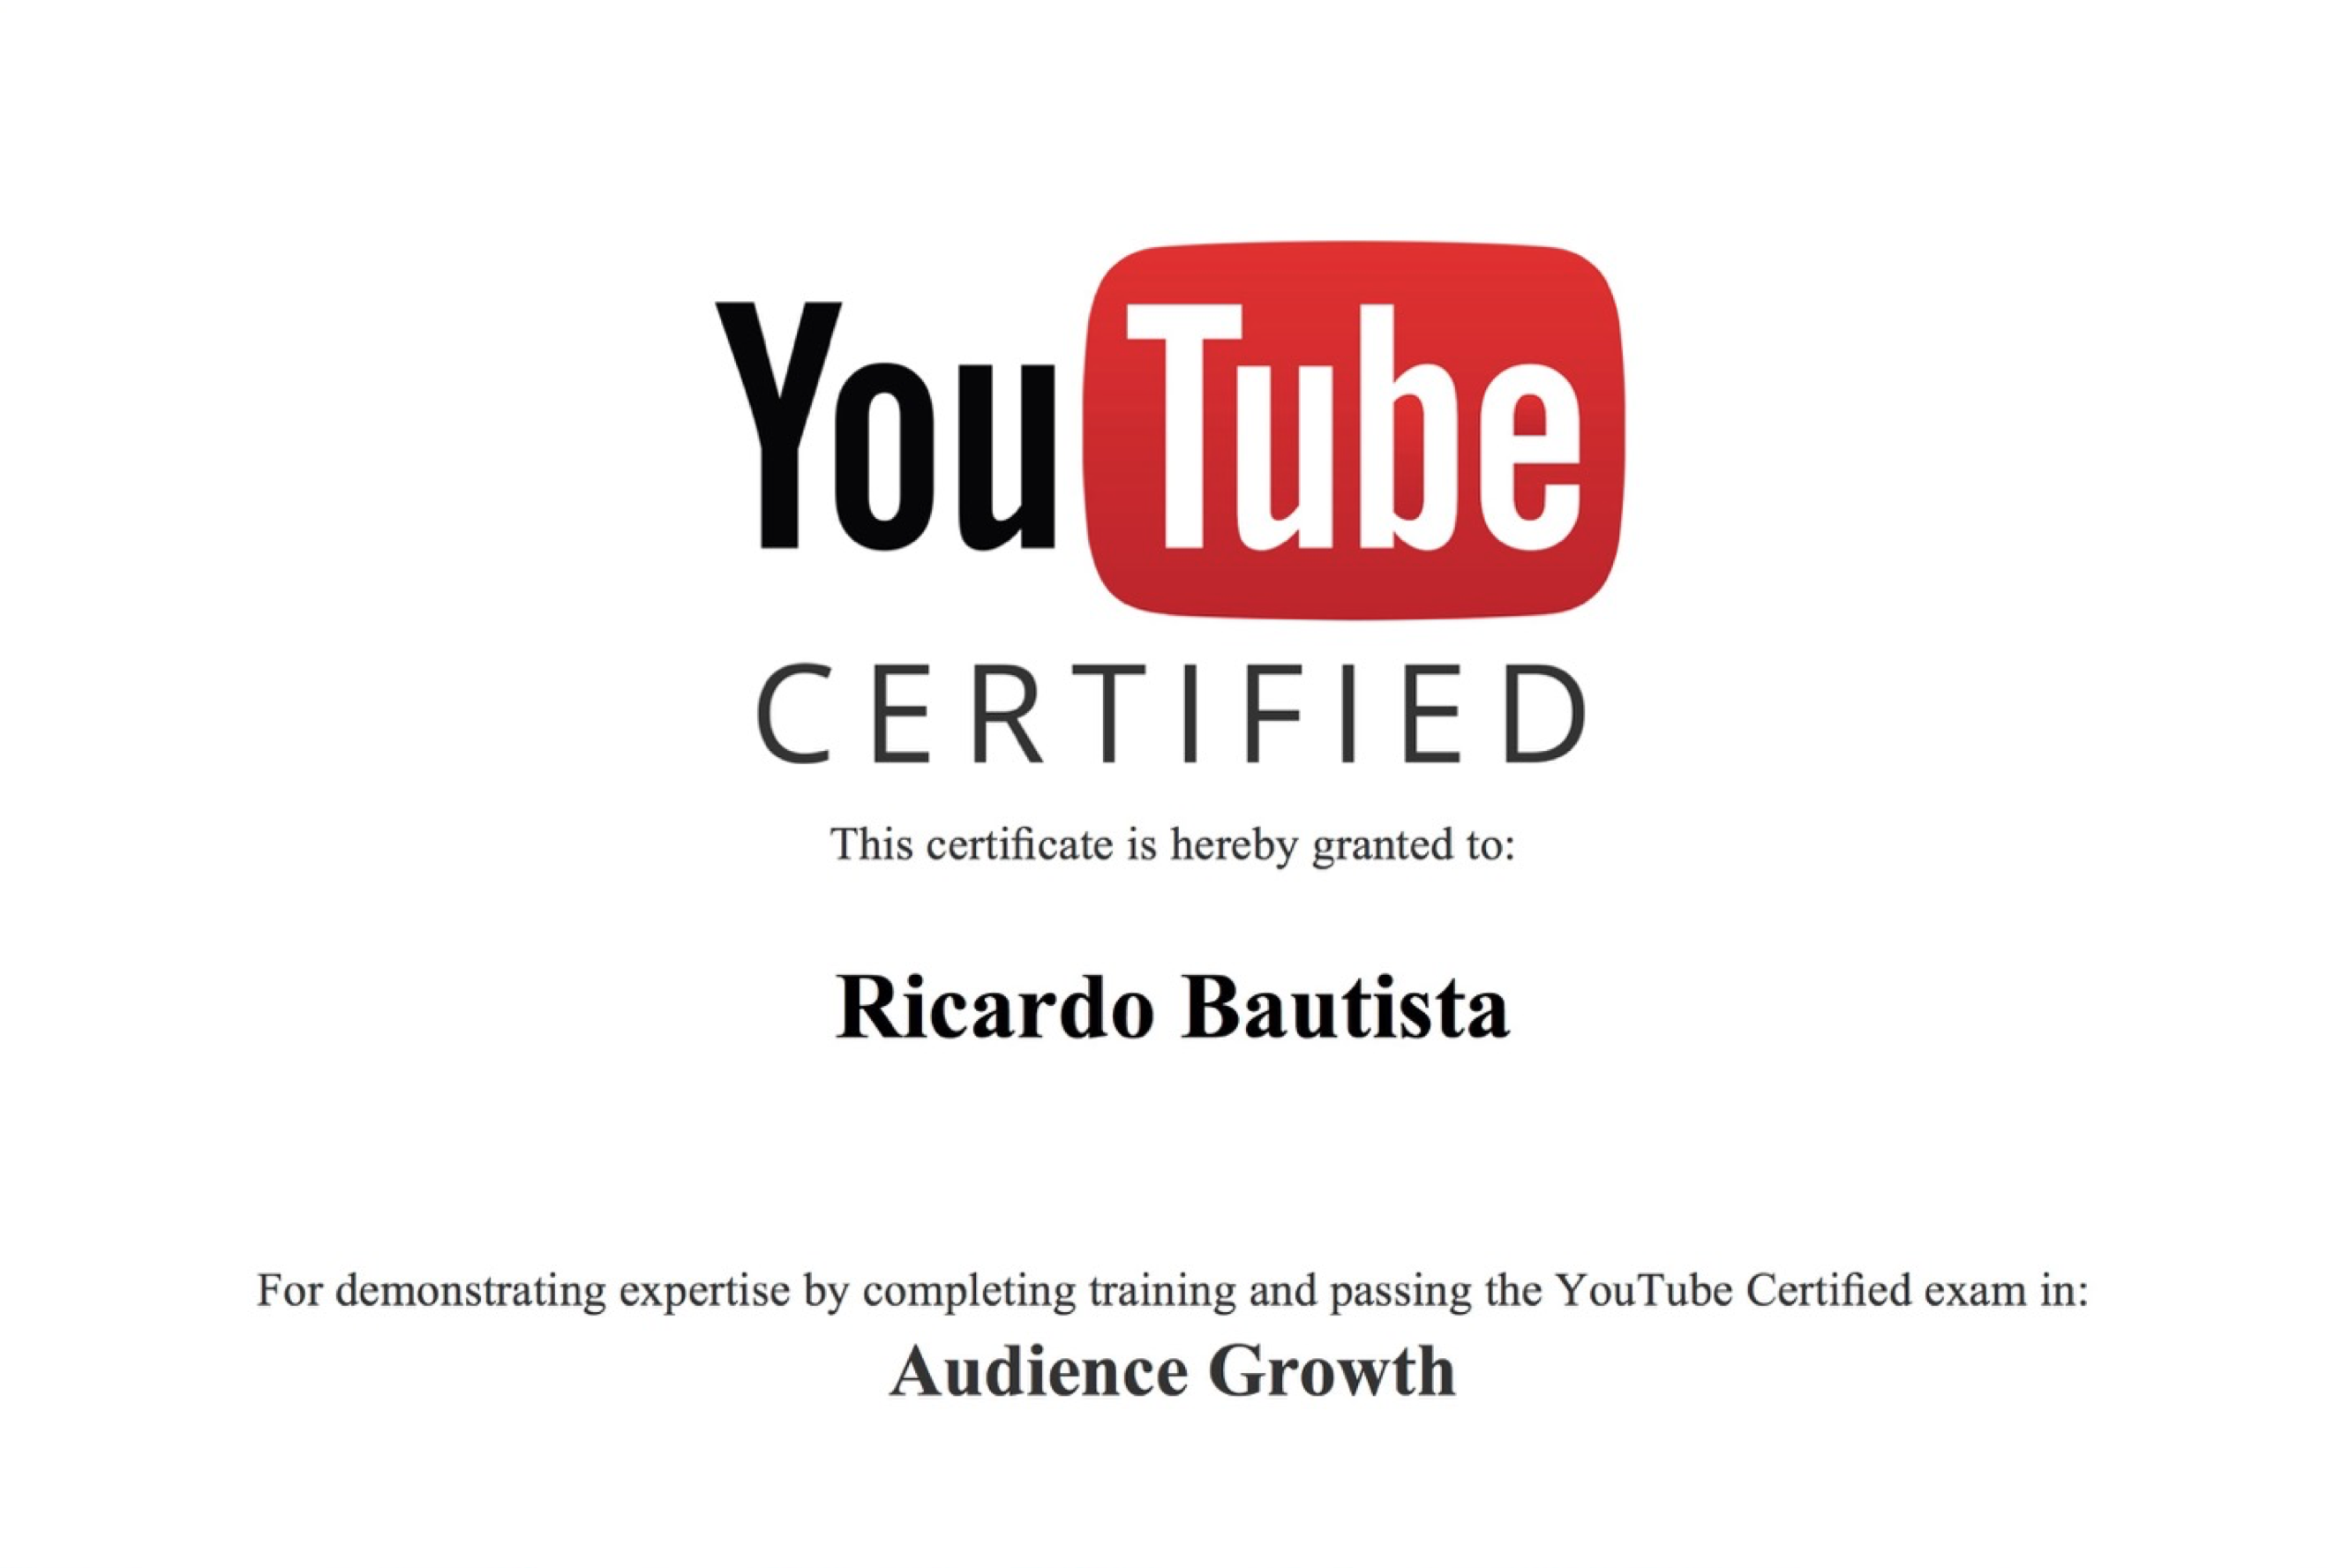 YouTube
CERTIFIED
This certificate is hereby granted to:
Ricardo Bautista
For demonstrating expertise by completing training and passing the YouTube Certified exam in:
Audience Growth